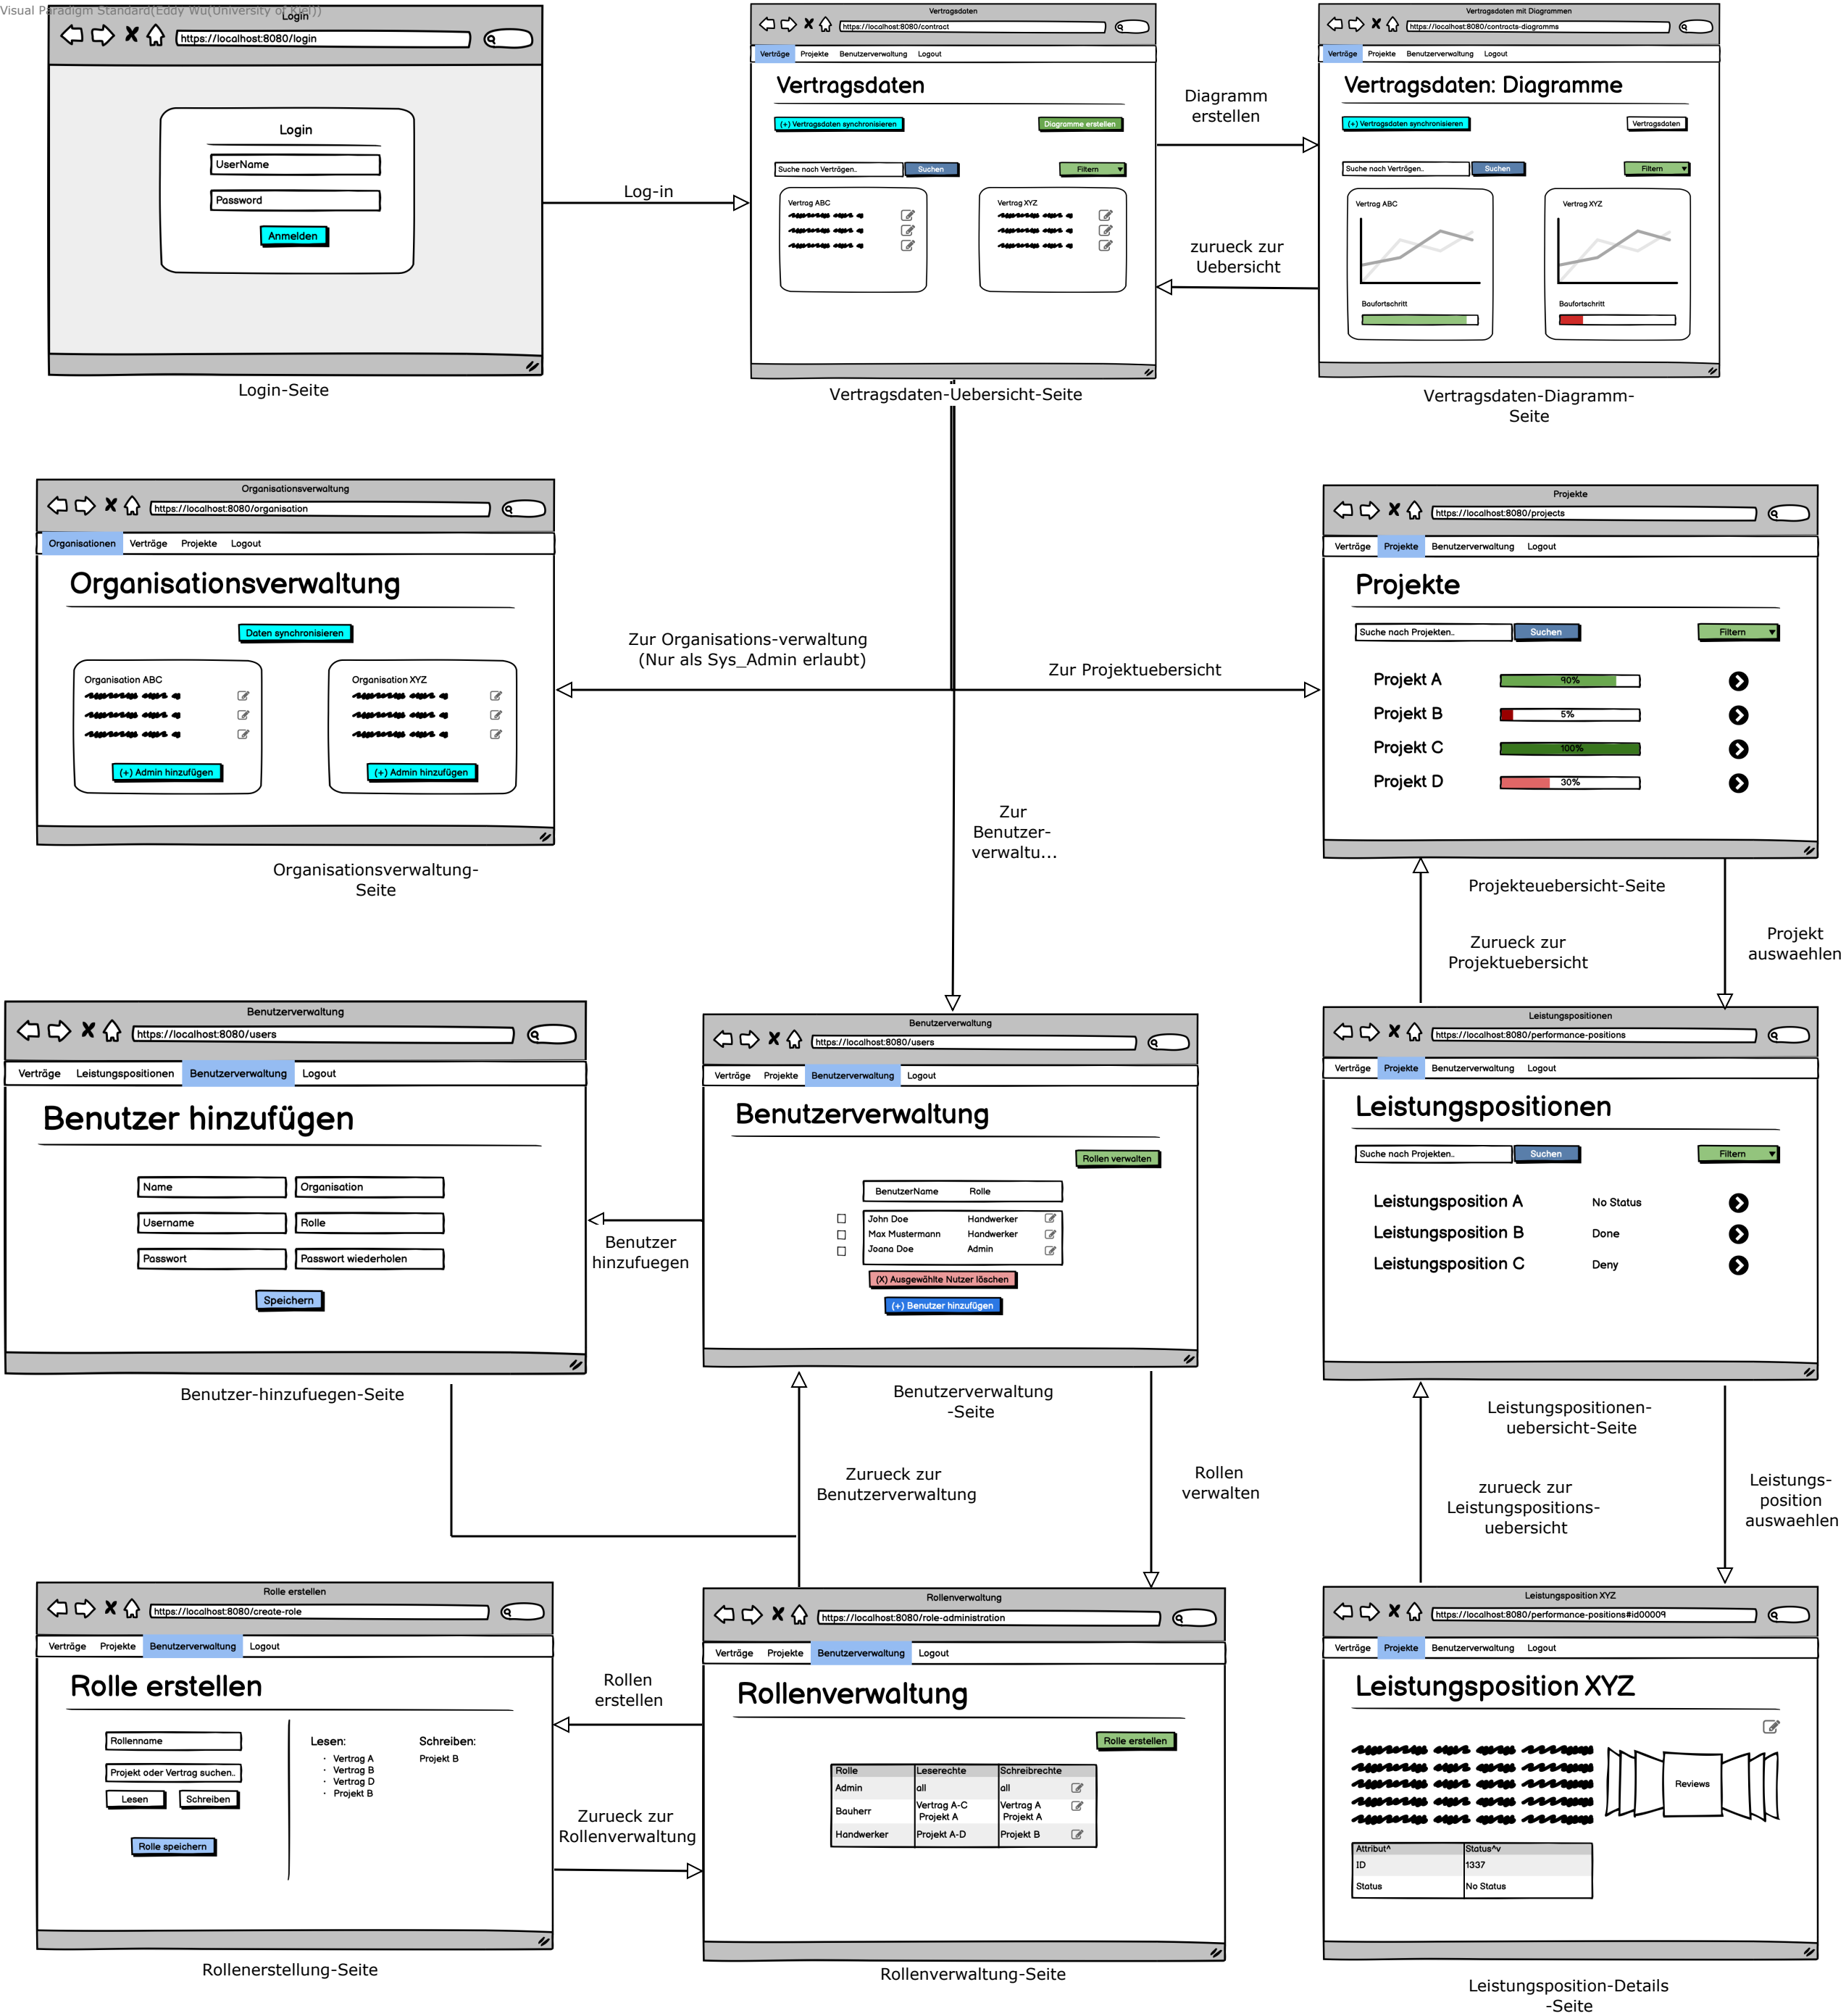 Visual Paradigm Standard(Eddy Wu(University of Kiel))
Login
https://localhost:8080/login
Login
UserName
Password
Anmelden
Login-Seite
Log-in
Vertragsdaten
https://localhost:8080/contract
Verträge Projekte Benutzerverwaltung Logout
Vertragsdaten
(+) Vertragsdaten synchronisieren Diagramme erstellen
Suche nach Verträgen.. Suchen Filtern
Vertrag ABC Vertrag XYZ
Vertragsdaten-Uebersicht-Seite
Diagramm
erstellen
zurueck zur
Uebersicht
Vertragsdaten mit Diagrammen
https://localhost:8080/contracts-diagramms
Verträge Projekte Benutzerverwaltung Logout
Vertragsdaten: Diagramme
(+) Vertragsdaten synchronisieren Vertragsdaten
Suche nach Verträgen.. Suchen Filtern
Vertrag ABC Vertrag XYZ
Baufortschritt Baufortschritt
Vertragsdaten-Diagramm-
Seite
Organisationsverwaltung
https://localhost:8080/organisation
Organisationen Verträge Projekte Logout
Organisationsverwaltung
Daten synchronisieren
Organisation ABC Organisation XYZ
(+) Admin hinzufügen (+) Admin hinzufügen
Organisationsverwaltung-
Seite
Zur Organisations-verwaltung
(Nur als Sys_Admin erlaubt)
Zur Projektuebersicht
Zur
Benutzer-
verwaltu...
Projekte
https://localhost:8080/projects
Verträge Projekte Benutzerverwaltung Logout
Projekte
Suche nach Projekten.. Suchen Filtern
Projekt A 90%
Projekt B 5%
Projekt C 100%
Projekt D 30%
Projekteuebersicht-Seite
Zurueck zur
Projektuebersicht
Projekt
auswaehlen
Benutzerverwaltung
https://localhost:8080/users
Verträge Leistungspositionen Benutzerverwaltung Logout
Benutzer hinzufügen
Name Organisation
Username Rolle
Passwort Passwort wiederholen
Speichern
Benutzer-hinzufuegen-Seite
Benutzer
hinzufuegen
Benutzerverwaltung
https://localhost:8080/users
Verträge Projekte Benutzerverwaltung Logout
Benutzerverwaltung
Rollen verwalten
BenutzerName Rolle
John Doe Handwerker
Max Mustermann Handwerker
Joana Doe Admin
(X) Ausgewählte Nutzer löschen
(+) Benutzer hinzufügen
Benutzerverwaltung
-Seite
Zurueck zur
Benutzerverwaltung
Rollen
verwalten
Leistungspositionen
https://localhost:8080/performance-positions
Verträge Projekte Benutzerverwaltung Logout
Leistungspositionen
Suche nach Projekten.. Suchen Filtern
Leistungsposition A No Status
Leistungsposition B Done
Leistungsposition C Deny
Leistungspositionen-
uebersicht-Seite
zurueck zur
Leistungspositions-
uebersicht
Leistungs-
position
auswaehlen
Rolle erstellen
https://localhost:8080/create-role
Verträge Projekte Benutzerverwaltung Logout
Rolle erstellen
Rollenname
Projekt oder Vertrag suchen..
Lesen Schreiben
Rolle speichern
Lesen: Schreiben:
· Vertrag A Projekt B
· Vertrag B
· Vertrag D
· Projekt B
Rollenerstellung-Seite
Rollen
erstellen
Zurueck zur
Rollenverwaltung
Rollenverwaltung
https://localhost:8080/role-administration
Verträge Projekte Benutzerverwaltung Logout
Rollenverwaltung
Rolle erstellen
Rolle Leserechte Schreibrechte
Admin all all
Bauherr Vertrag A-C Vertrag A
Projekt A Projekt A
Handwerker Projekt A-D Projekt B
Rollenverwaltung-Seite
Leistungsposition XYZ
https://localhost:8080/performance-positions#id00009
Verträge Projekte Benutzerverwaltung Logout
Leistungsposition XYZ
Reviews
Attribut^ Status^v
ID 1337
Status No Status
Leistungsposition-Details
-Seite